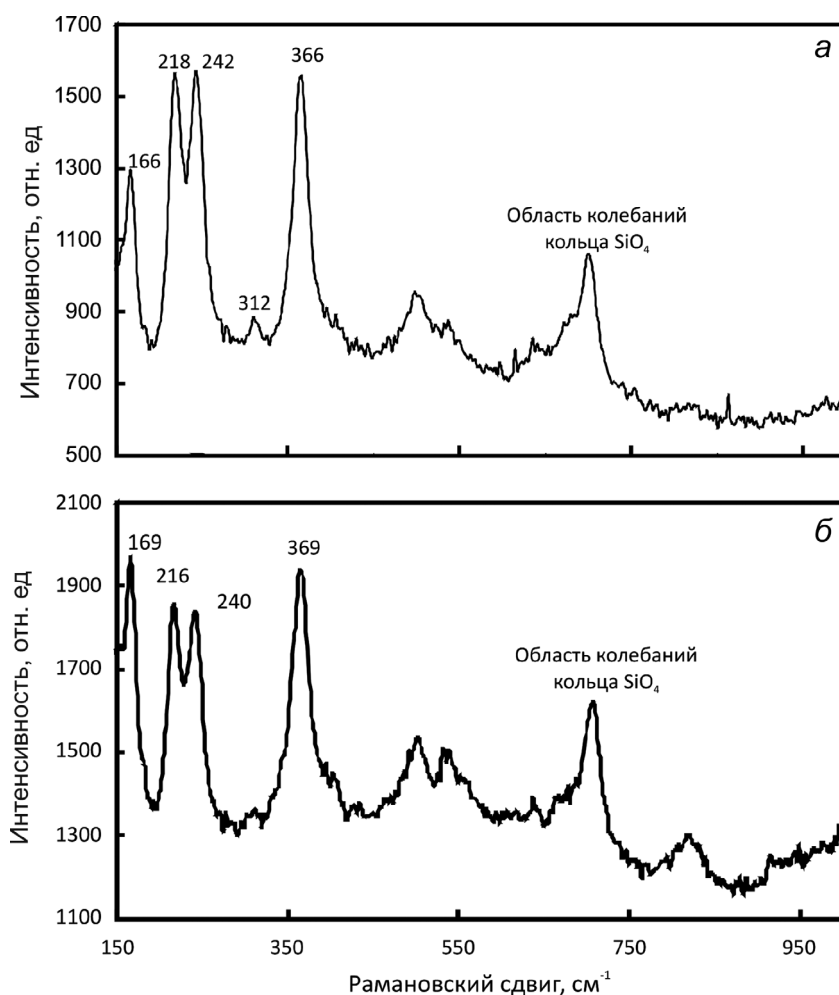 1700
а
218 242
366
1500
1300
166
Область колебаний
кольца SiO₄
1100
900
312
700
500
Интенсивность, отн. ед
2100
б
169
369
216
1900
240
1700
Область колебаний
кольца SiO₄
1500
1300
1100
Интенсивность, отн. ед
150 350 550 750 950
Рамановский сдвиг, см⁻¹